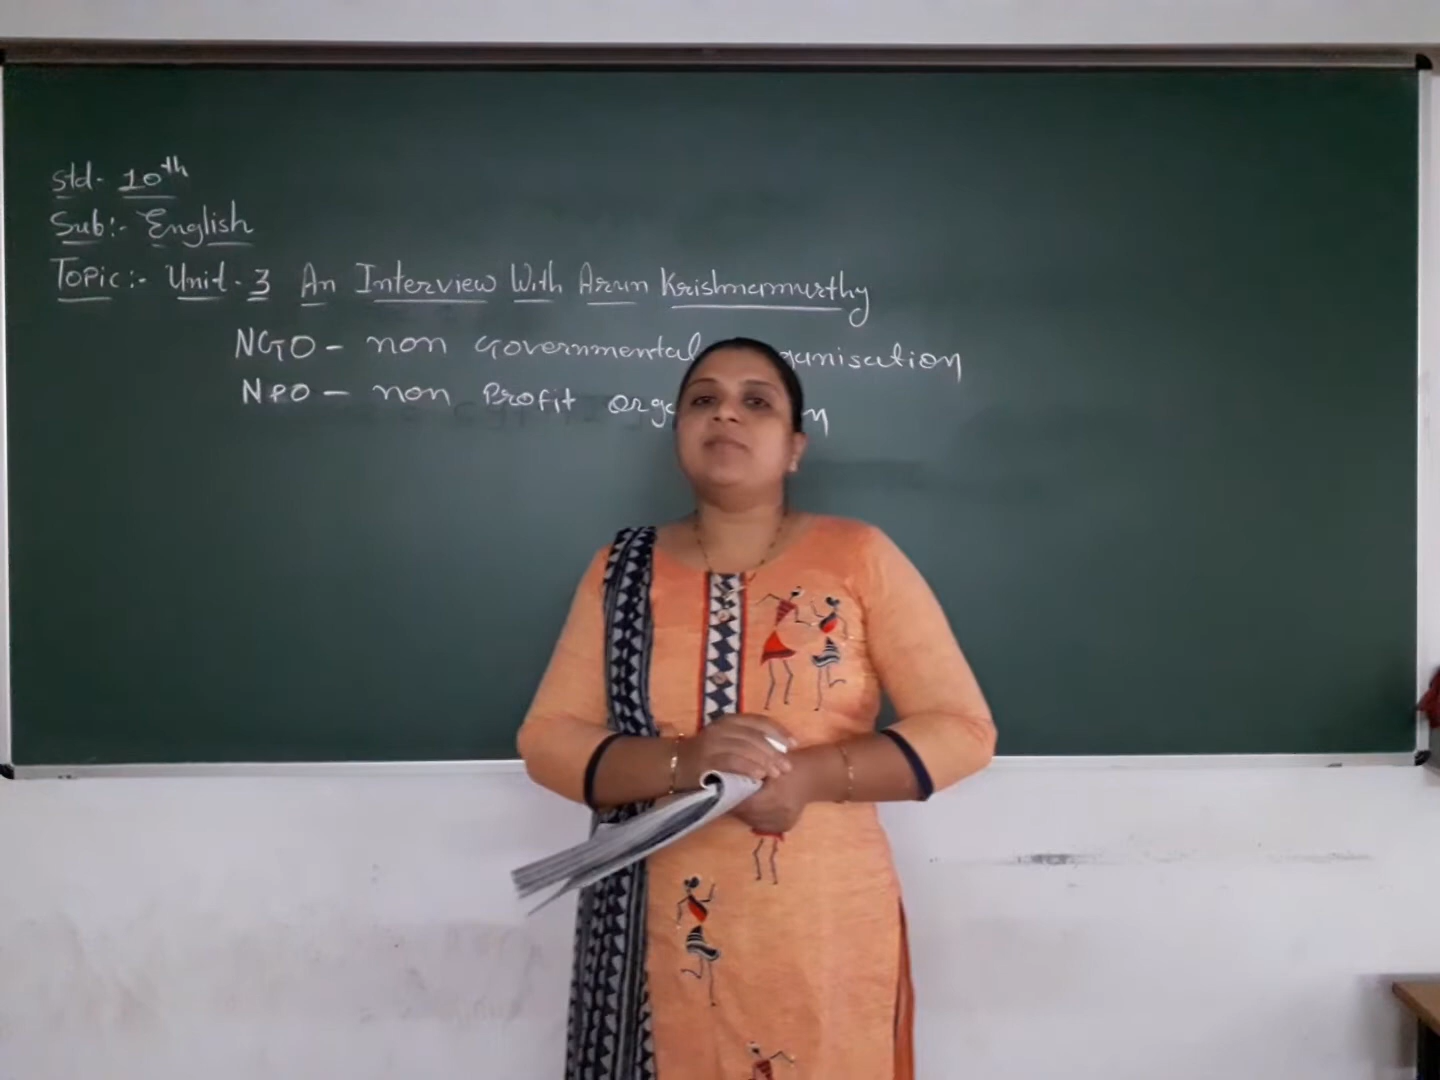 Std- 10th
Sub:- English
Topic:- Unit-3 An Interview With Arun Krishnamurthy
NGO - non Governmental
NPO - non Profit